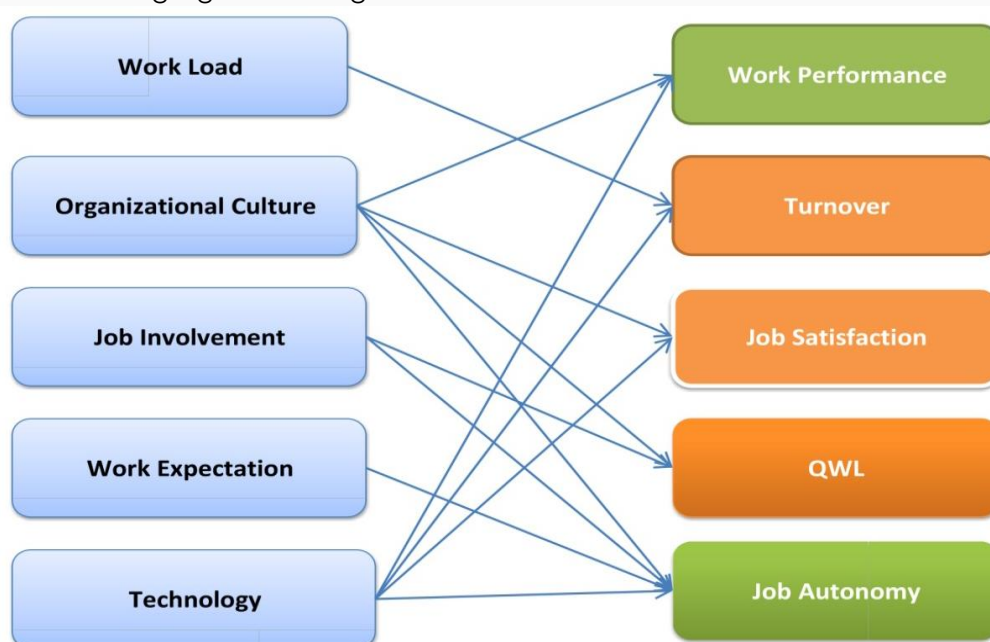 Work Load
Work Performance
Organizational Culture
Turnover
Job Involvement
Job Satisfaction
Work Expectation
QWL
Technology
Job Autonomy